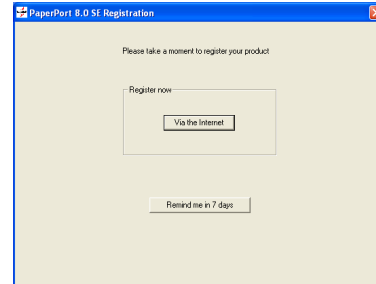 PaperPort 8.0 SE Registration
Please take a moment to register your product
Register now
Via the Internet
Remind me in 7 days